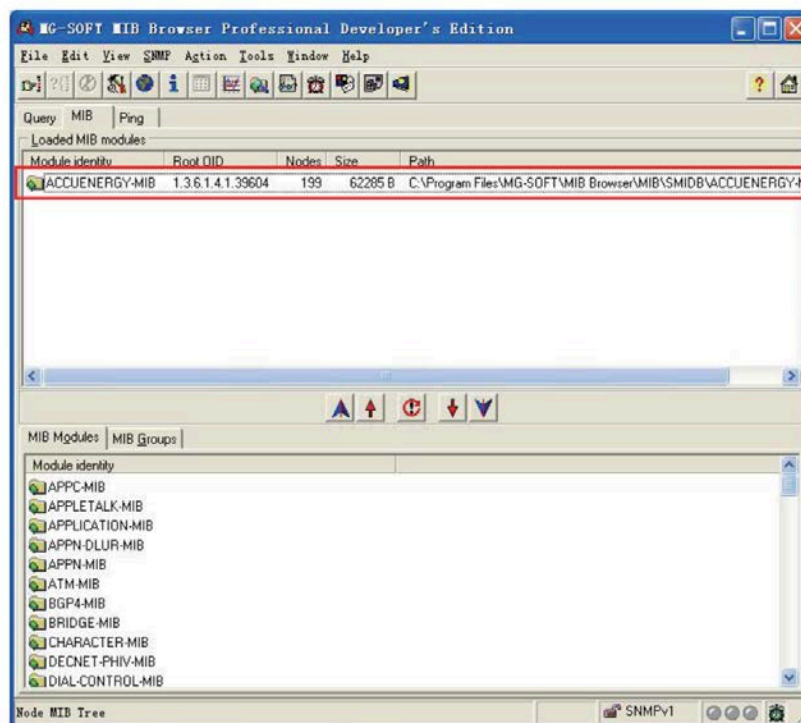 MG-SOFT MIB Browser Professional Developer's Edition
File Edit View SNMP Action Tools Window Help
Query MIB Ping
Loaded MIB modules
Module identity Root OID Nodes Size Path
ACCUENERGY-MIB 1.3.6.1.4.1.39604 199 62285 B C:\Program Files\MG-SOFT\MIB Browser\MIB\SMIDB\ACCUENERGY-
MIB Modules MIB Groups
Module identity
APPC-MIB
APPLETALK-MIB
APPLICATION-MIB
APPN-DLUR-MIB
APPN-MIB
ATM-MIB
BGP4-MIB
BRIDGE-MIB
CHARACTER-MIB
DECNET-PHIV-MIB
DIAL-CONTROL-MIB
Node MIB Tree SNMPv1